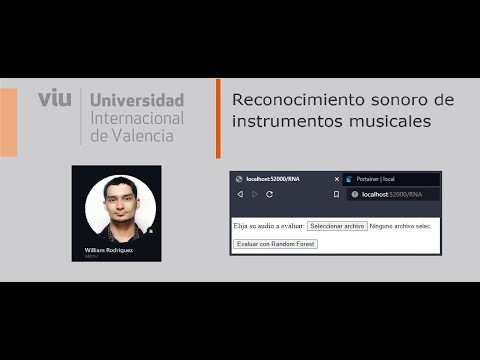 viu
Universidad
Internacional
de Valencia
Reconocimiento sonoro de
instrumentos musicales
William Rodriguez
localhost:52000/RNA
Portainer | local
localhost:52000/RNA
Elija su audio a evaluar: Seleccionar archivo Ninguno archivo selec.
Evaluar con Random Forest